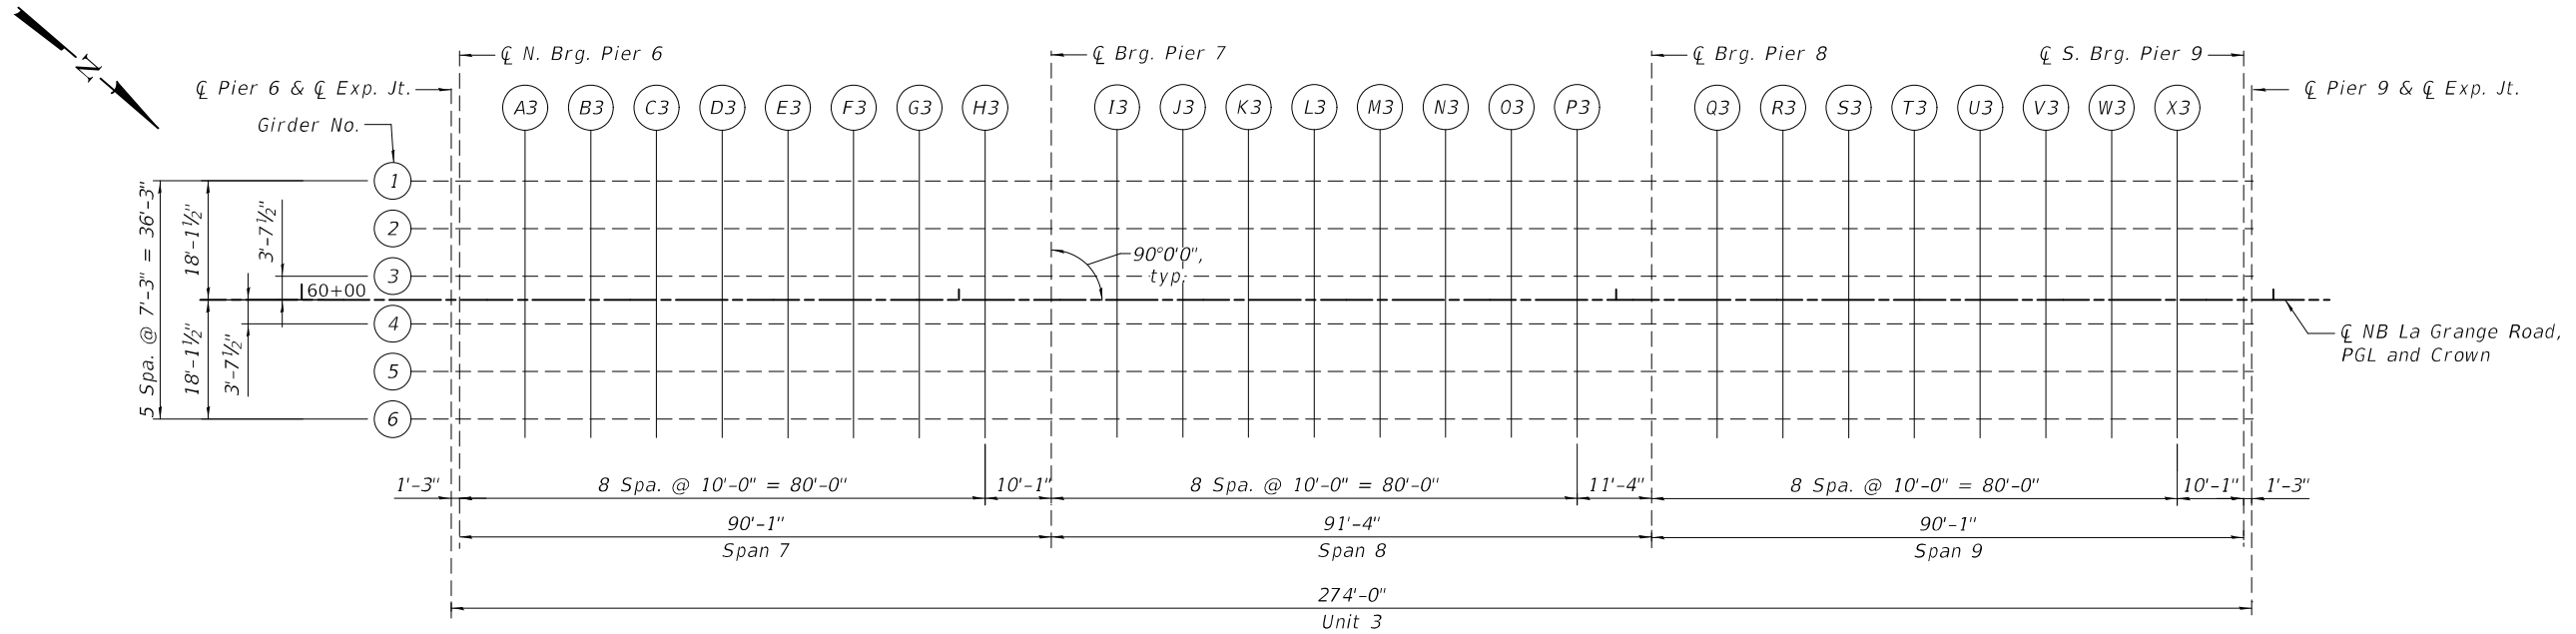 N
℄ N. Brg. Pier 6
℄ Brg. Pier 7
℄ Brg. Pier 8
℄ S. Brg. Pier 9
℄ Pier 6 & ℄ Exp. Jt.
℄ Pier 9 & ℄ Exp. Jt.
A3 B3 C3 D3 E3 F3 G3 H3 I3 J3 K3 L3 M3 N3 O3 P3 Q3 R3 S3 T3 U3 V3 W3 X3
Girder No.
1
2
3
4
5
6
5 Spa. @ 7'-3" = 36'-3"
18'-1½"
18'-1½"
3'-7½"
3'-7½"
60+00
90°0'0",
typ.
℄ NB La Grange Road,
PGL and Crown
1'-3" 8 Spa. @ 10'-0" = 80'-0" 10'-1" 8 Spa. @ 10'-0" = 80'-0" 11'-4" 8 Spa. @ 10'-0" = 80'-0" 10'-1" 1'-3"
90'-1" 91'-4" 90'-1"
Span 7 Span 8 Span 9
274'-0"
Unit 3